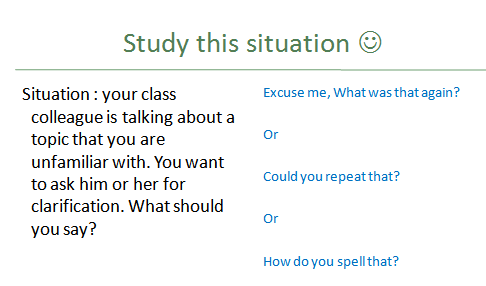 Study this situation ☺
Situation : your class
colleague is talking about a
topic that you are
unfamiliar with. You want
to ask him or her for
clarification. What should
you say?
Excuse me, What was that again?
Or
Could you repeat that?
Or
How do you spell that?